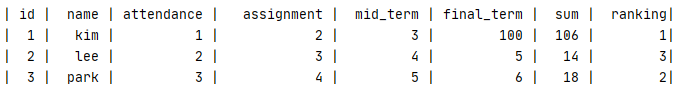 | id |  name | attendance |   assignment |  mid_term | final_term |  sum |  ranking|
|  1 |   kim |          1 |            2 |         3 |        100 |  106 |        1|
|  2 |   lee |          2 |            3 |         4 |          5 |   14 |        3|
|  3 |  park |          3 |            4 |         5 |          6 |   18 |        2|